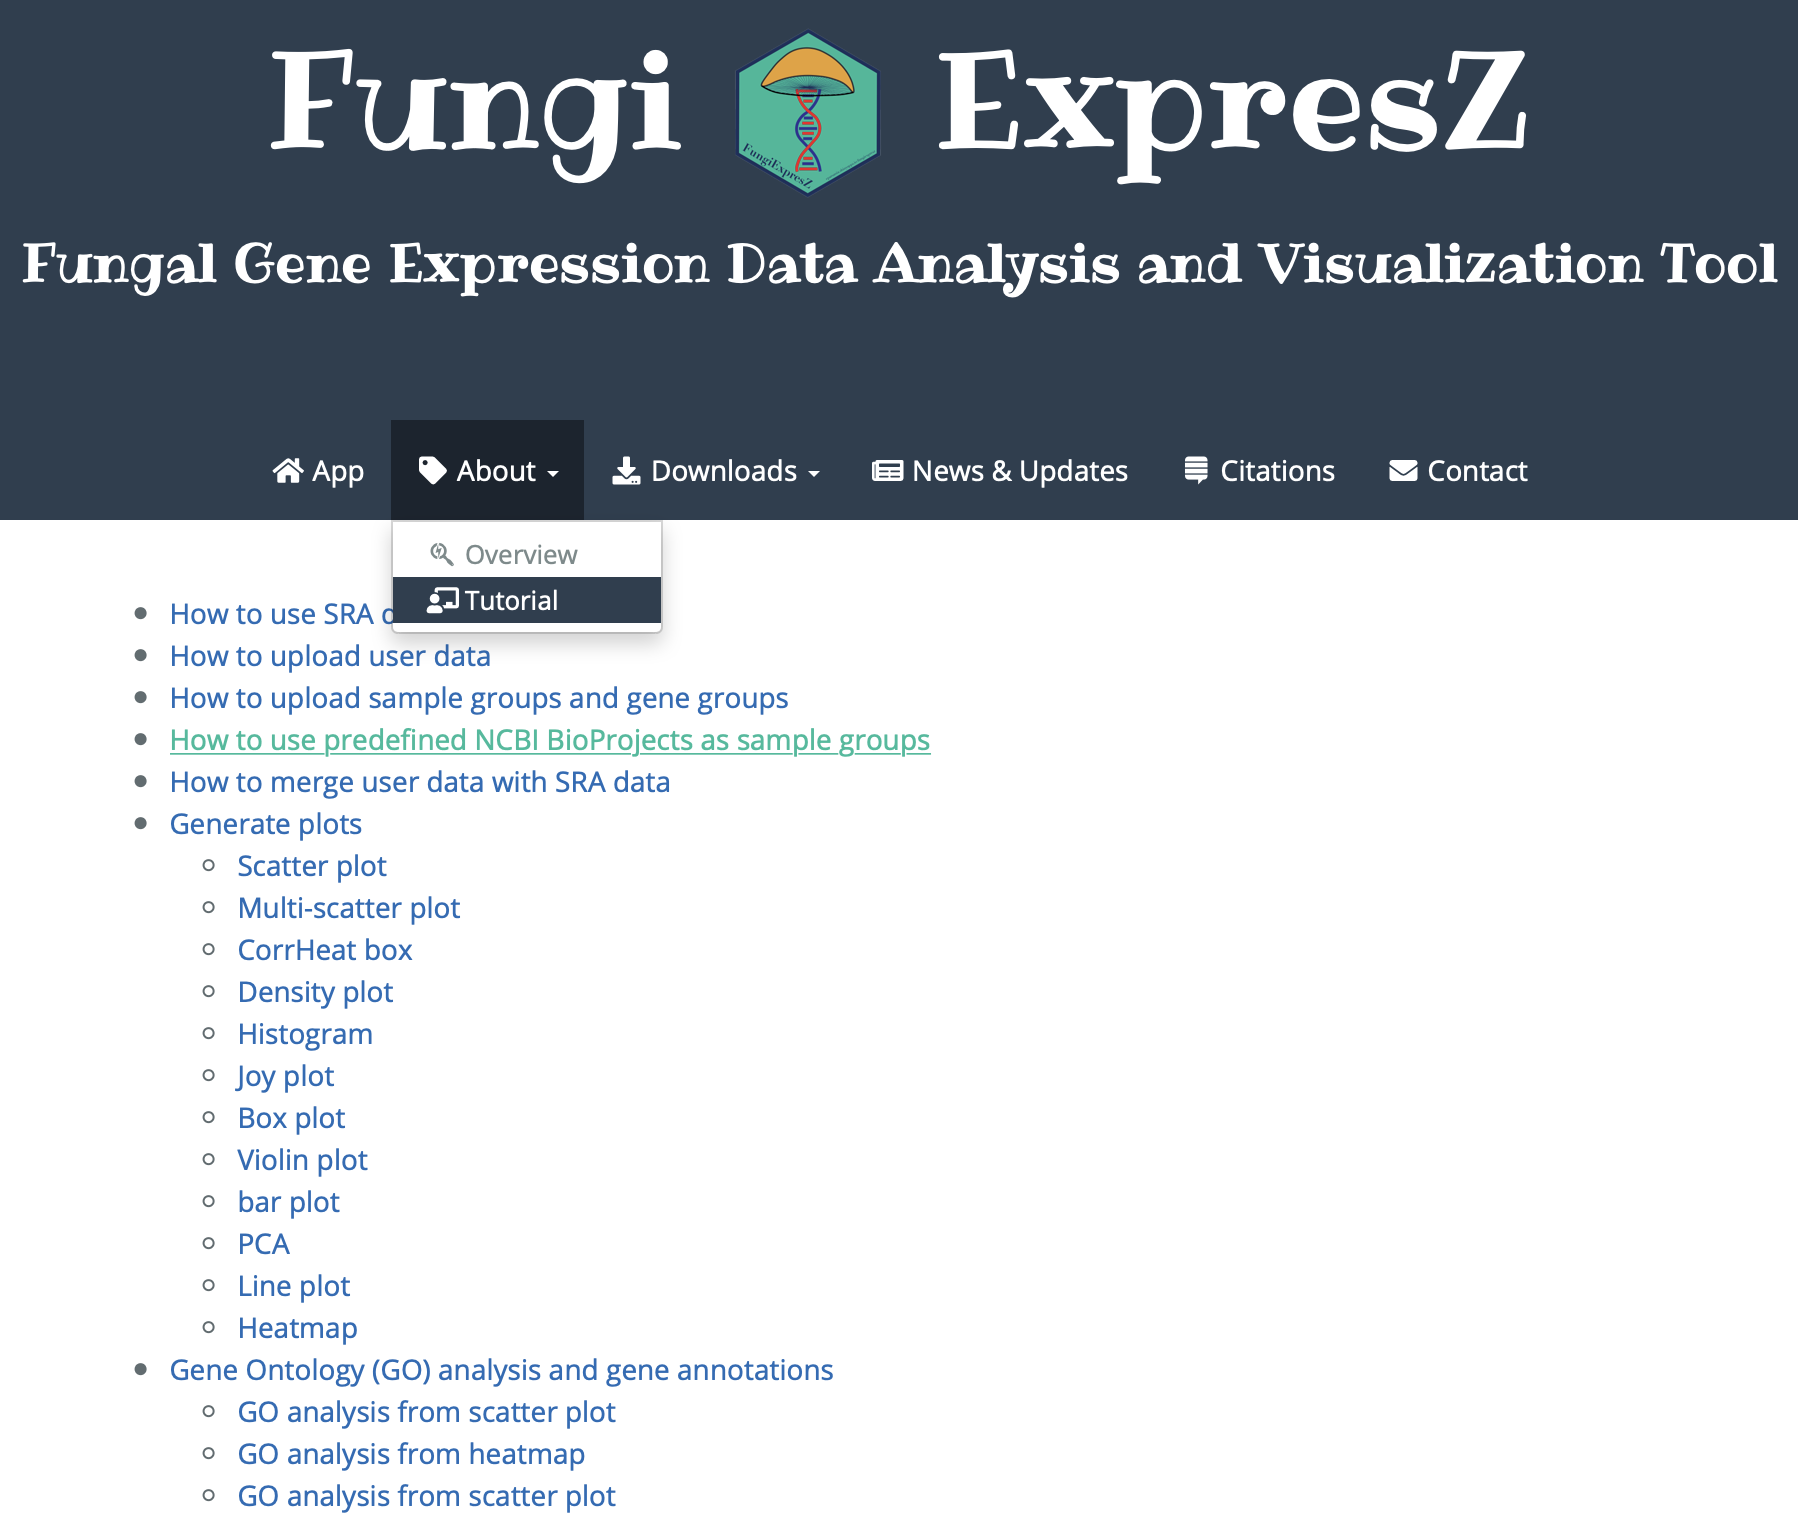 Fungi ExpresZ
FungiExpresZ
Fungal Gene Expression Data Analysis and Visualization Tool
App About Downloads News & Updates Citations Contact
Overview
Tutorial
How to use SRA
How to upload user data
How to upload sample groups and gene groups
How to use predefined NCBI BioProjects as sample groups
How to merge user data with SRA data
Generate plots
Scatter plot
Multi-scatter plot
CorrHeat box
Density plot
Histogram
Joy plot
Box plot
Violin plot
bar plot
PCA
Line plot
Heatmap
Gene Ontology (GO) analysis and gene annotations
GO analysis from scatter plot
GO analysis from heatmap
GO analysis from scatter plot